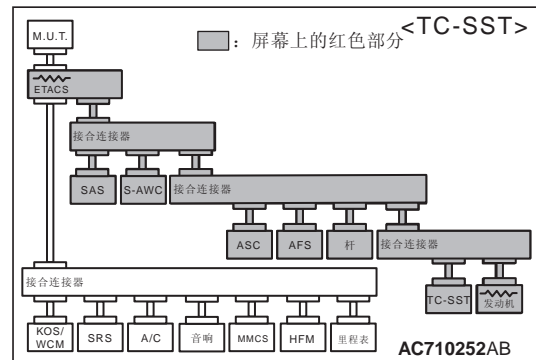 <TC-SST>
M.U.T.
：屏幕上的红色部分
ETACS
接合连接器
SAS S-AWC 接合连接器
ASC AFS 杆 接合连接器
接合连接器
TC-SST 发动机
KOS/
WCM SRS A/C 音响 MMCS HFM 里程表
AC710252AB